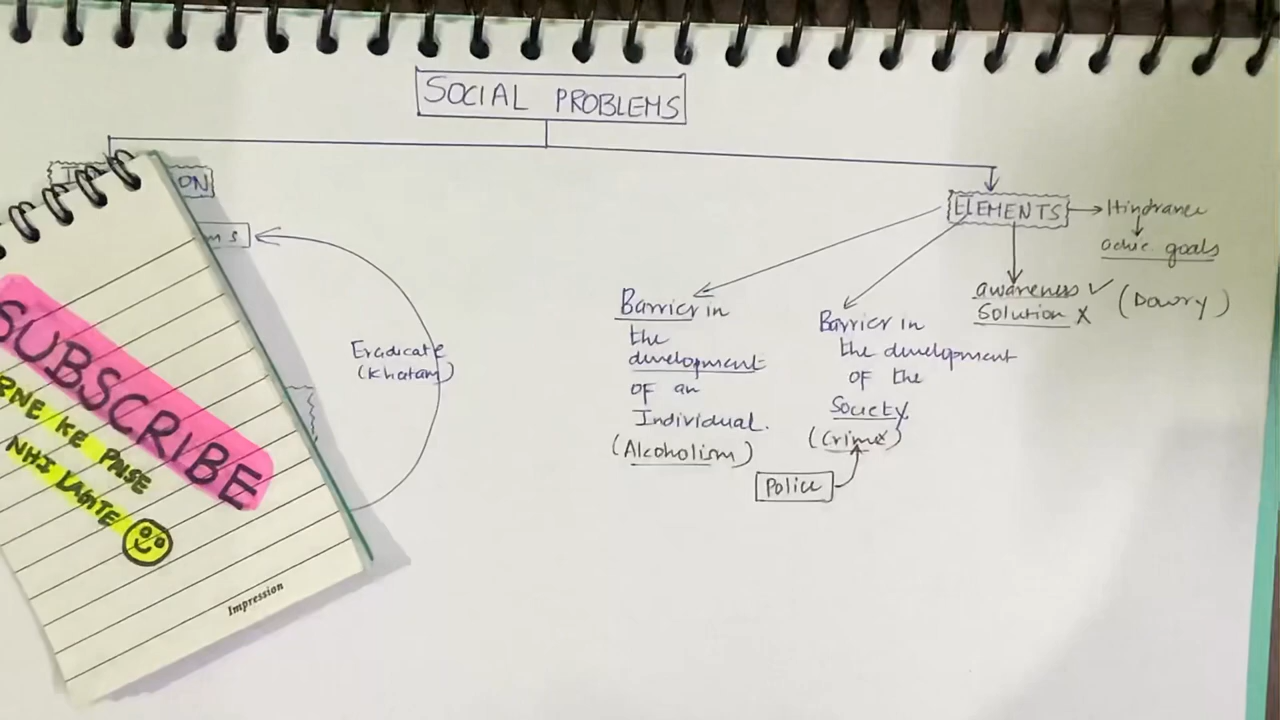 SOCIAL PROBLEMS
ON
ms
Eradicate
(Khatam)
ELEMENTS
Hindrance
achie. goals
awareness ✓
Solution X
(Dowry)
Barrier in
the
development
OF an
Individual.
(Alcoholism)
Barrier in
the development
OF the
Society
(Crime)
Police
SUBSCRIBE
RNE KE PAISE
NHI LAGTE
Impression